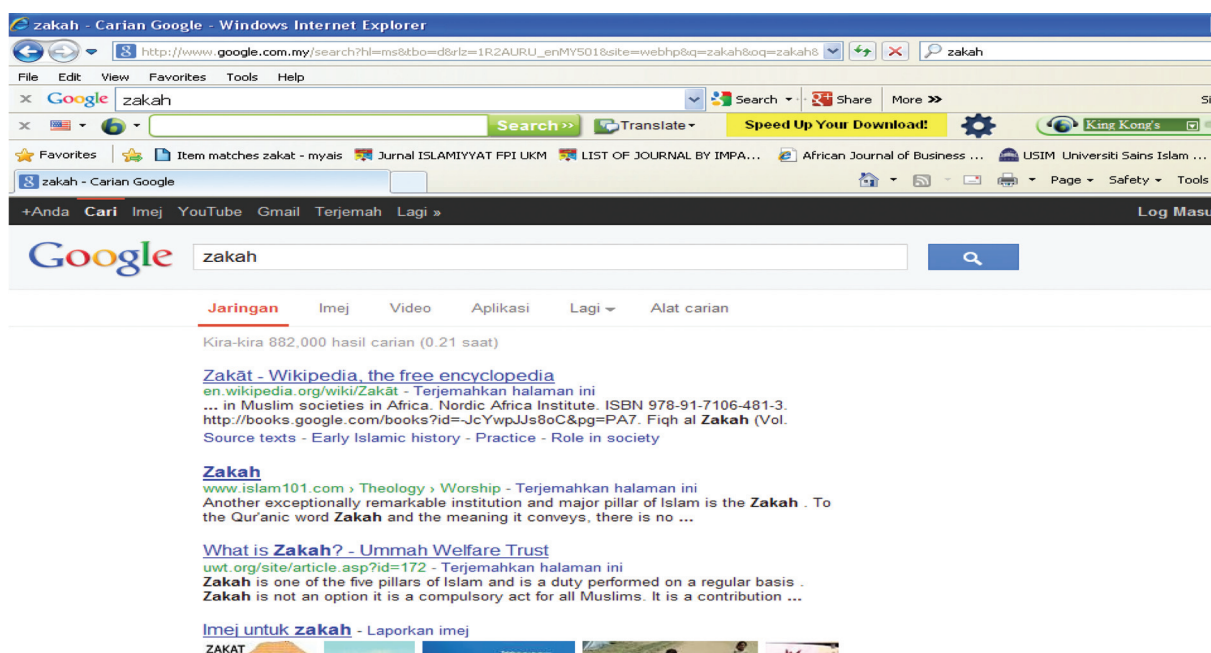 zakah - Carian Google - Windows Internet Explorer
http://www.google.com.my/search?hl=ms&tbo=d&rlz=1R2AURU_enMY501&site=webhp&q=zakah&oq=zakah& zakah
File Edit View Favorites Tools Help
x Google zakah Search Share More »
x Search » Translate Speed Up Your Download! King Kong's
Favorites Item matches zakat - myais Jurnal ISLAMIYYAT FPI UKM LIST OF JOURNAL BY IMPA... African Journal of Business ... USIM Universiti Sains Islam ...
zakah - Carian Google Page Safety Tools
+Anda Cari Imej YouTube Gmail Terjemah Lagi » Log Masu
Google zakah
Jaringan Imej Video Aplikasi Lagi Alat carian
Kira-kira 882,000 hasil carian (0.21 saat)
Zakāt - Wikipedia, the free encyclopedia
en.wikipedia.org/wiki/Zakāt - Terjemahkan halaman ini
... in Muslim societies in Africa. Nordic Africa Institute. ISBN 978-91-7106-481-3.
http://books.google.com/books?id=-JcYwpJJs8oC&pg=PA7. Fiqh al Zakah (Vol.
Source texts - Early Islamic history - Practice - Role in society
Zakah
www.islam101.com › Theology › Worship - Terjemahkan halaman ini
Another exceptionally remarkable institution and major pillar of Islam is the Zakah . To
the Qur'anic word Zakah and the meaning it conveys, there is no ...
What is Zakah? - Ummah Welfare Trust
uwt.org/site/article.asp?id=172 - Terjemahkan halaman ini
Zakah is one of the five pillars of Islam and is a duty performed on a regular basis .
Zakah is not an option it is a compulsory act for all Muslims. It is a contribution ...
Imej untuk zakah - Laporkan imej
ZAKAT